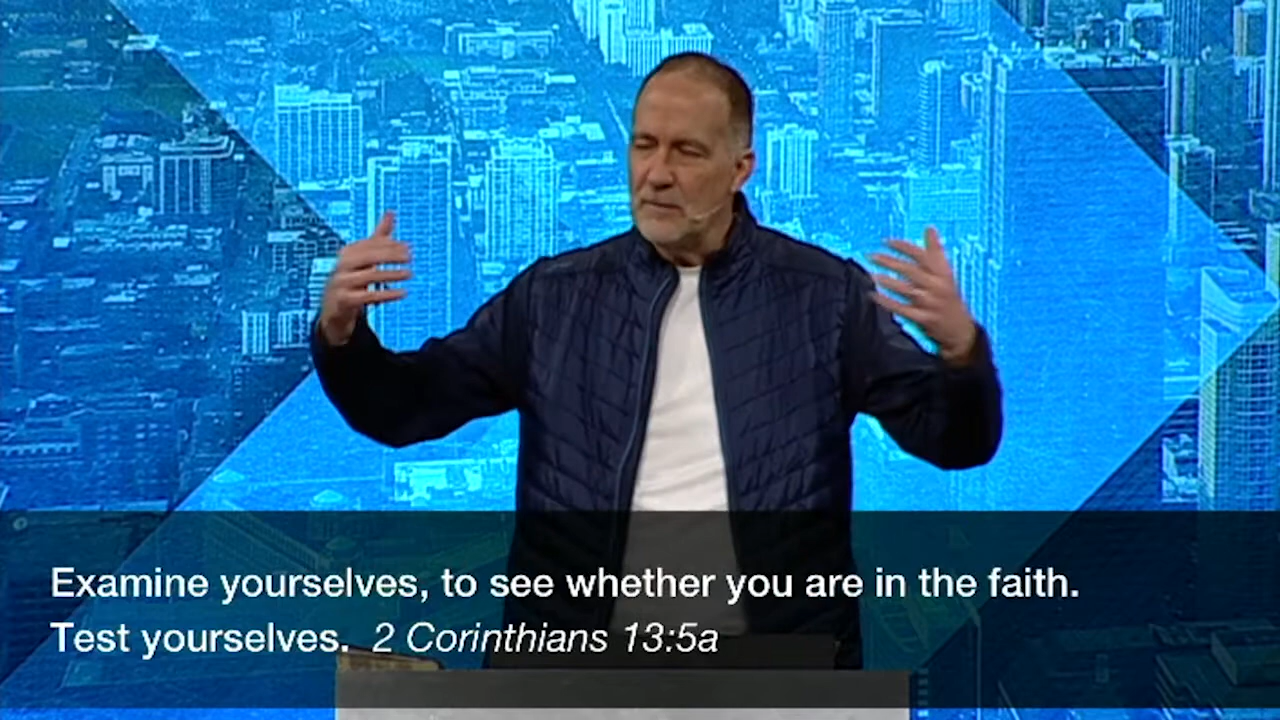 Examine yourselves, to see whether you are in the faith.
Test yourselves. 2 Corinthians 13:5a